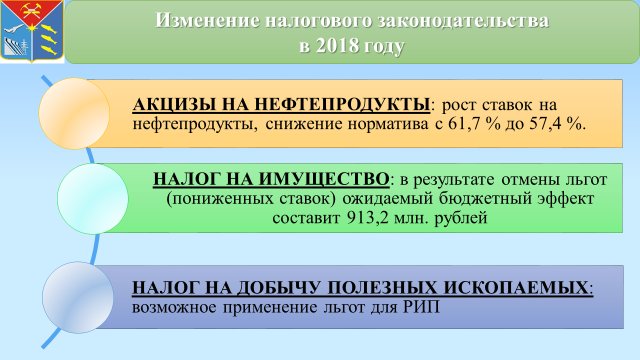 Изменение налогового законодательства
в 2018 году
АКЦИЗЫ НА НЕФТЕПРОДУКТЫ: рост ставок на
нефтепродукты, снижение норматива с 61,7 % до 57,4 %.
НАЛОГ НА ИМУЩЕСТВО: в результате отмены льгот
(пониженных ставок) ожидаемый бюджетный эффект
составит 913,2 млн. рублей
НАЛОГ НА ДОБЫЧУ ПОЛЕЗНЫХ ИСКОПАЕМЫХ:
возможное применение льгот для РИП